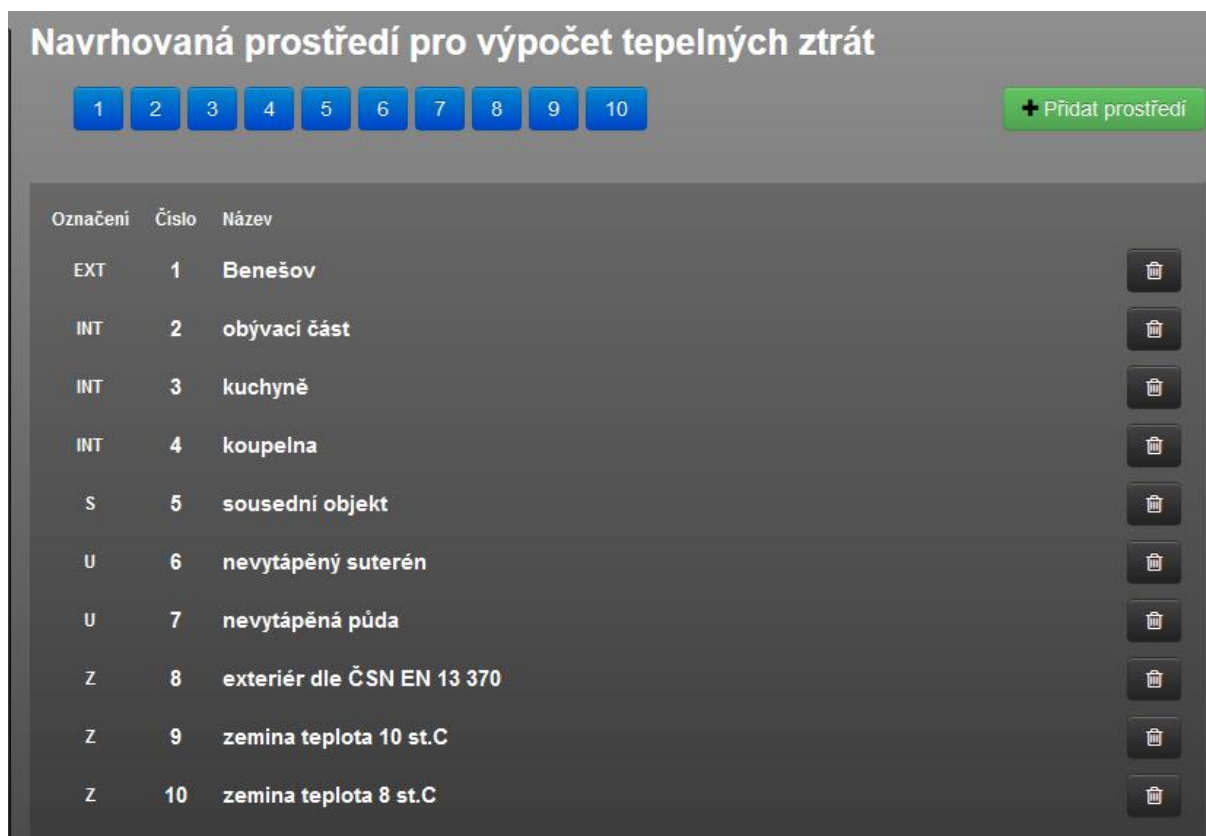 Navrhovaná prostředí pro výpočet tepelných ztrát
1 2 3 4 5 6 7 8 9 10 Přidat prostředí
Označení Číslo Název
EXT 1 Benešov
INT 2 obývací část
INT 3 kuchyně
INT 4 koupelna
S 5 sousední objekt
U 6 nevytápěný suterén
U 7 nevytápěná půda
Z 8 exteriér dle ČSN EN 13 370
Z 9 zemina teplota 10 st.C
Z 10 zemina teplota 8 st.C